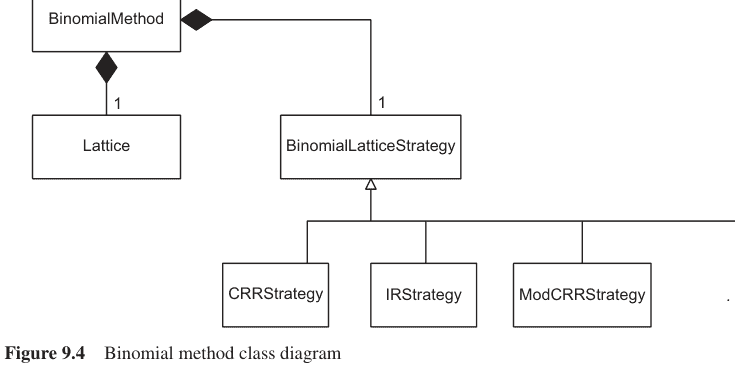 BinomialMethod
1
1
Lattice
BinomialLatticeStrategy
CRRStrategy
IRStrategy
ModCRRStrategy
.
Figure 9.4 Binomial method class diagram